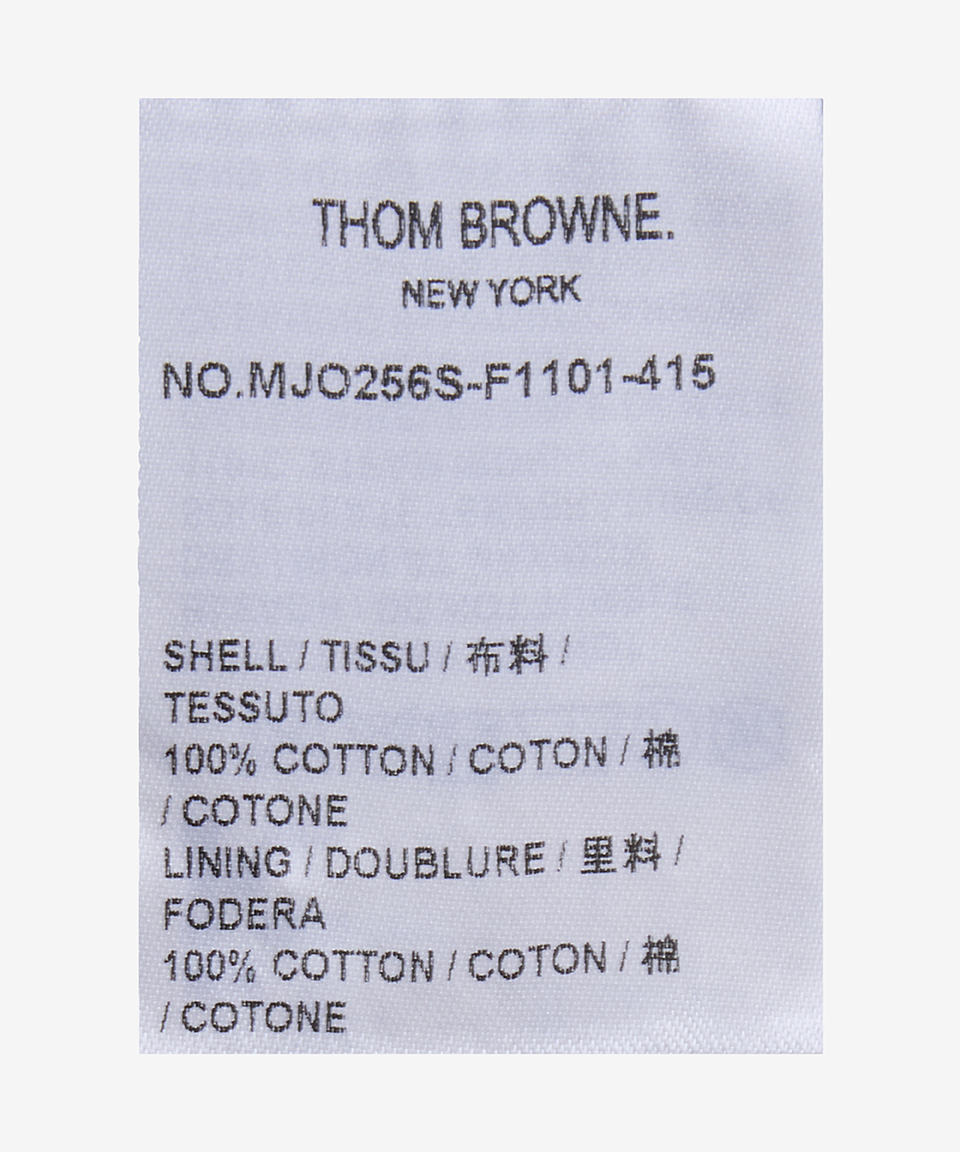 THOM BROWNE.
NEW YORK
NO.MJO256S-F1101-415
SHELL / TISSU / 布料 /
TESSUTO
100% COTTON / COTON / 棉
/ COTONE
LINING / DOUBLURE / 里料 /
FODERA
100% COTTON / COTON / 棉
/ COTONE